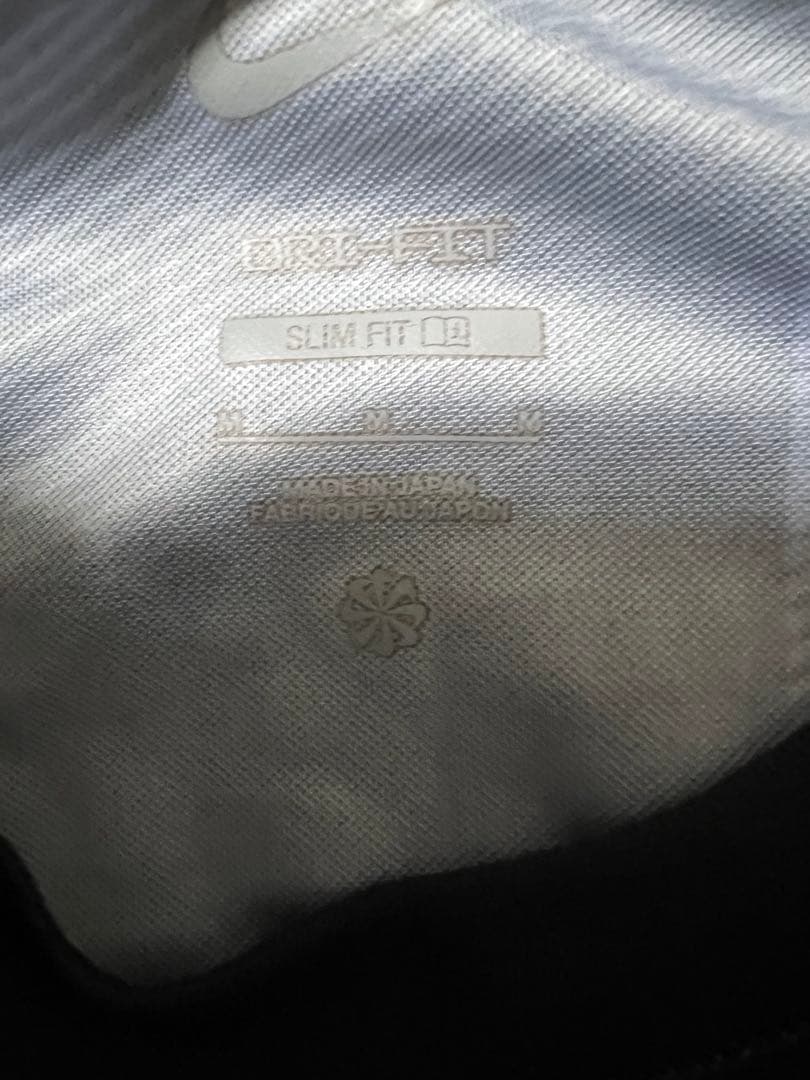 DRI-FIT
SLIM FIT
M M M
MADE IN JAPAN
FABRIQUE AU JAPON